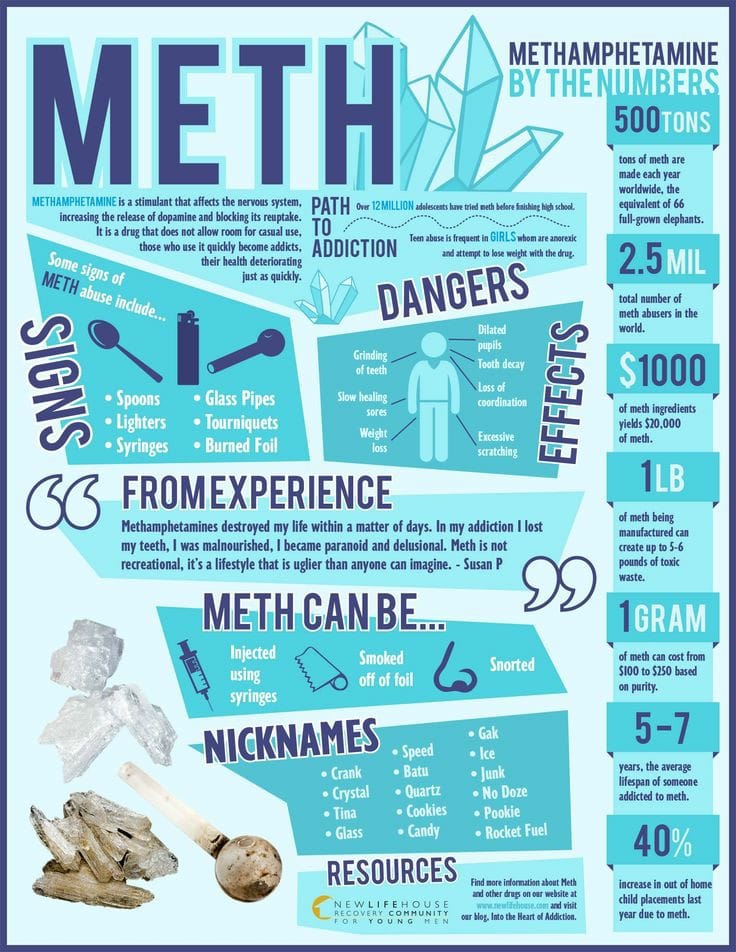 METH
METHAMPHETAMINE
BY THE NUMBERS
METHAMPHETAMINE is a stimulant that affects the nervous system,
increasing the release of dopamine and blocking its reuptake.
It is a drug that does not allow room for casual use,
those who use it quickly become addicts,
their health deteriorating
just as quickly.
PATH
TO
ADDICTION
Over 12 MILLION adolescents have tried meth before finishing high school.
Teen abuse is frequent in GIRLS whom are anorexic
and attempt to lose weight with the drug.
500 TONS
tons of meth are
made each year
worldwide, the
equivalent of 66
full-grown elephants.
2.5 MIL
total number of
meth abusers in the
world.
$1000
of meth ingredients
yields $20,000
of meth.
1LB
of meth being
manufactured can
create up to 5-6
pounds of toxic
waste.
1 GRAM
of meth can cost from
$100 to $250 based
on purity.
5-7
years, the average
lifespan of someone
addicted to meth.
40%
increase in out of home
child placements last
year due to meth.
SIGNS
Some signs of
METH abuse include...
• Spoons
• Lighters
• Syringes
• Glass Pipes
• Tourniquets
• Burned Foil
DANGERS
EFFECTS
Grinding
of teeth
Slow healing
sores
Weight
loss
Dilated
pupils
Tooth decay
Loss of
coordination
Excessive
scratching
FROM EXPERIENCE
Methamphetamines destroyed my life within a matter of days. In my addiction I lost
my teeth, I was malnourished, I became paranoid and delusional. Meth is not
recreational, it's a lifestyle that is uglier than anyone can imagine. - Susan P
METH CAN BE...
Injected
using
syringes
Smoked
off of foil
Snorted
NICKNAMES
• Crank
• Crystal
• Tina
• Glass
• Speed
• Batu
• Quartz
• Cookies
• Candy
• Gak
• Ice
• Junk
• No Doze
• Pookie
• Rocket Fuel
RESOURCES
NEWLIFEHOUSE
RECOVERY COMMUNITY
FOR YOUNG MEN
Find more information about Meth
and other drugs on our website at
www.newlifehouse.com and visit
our blog, Into the Heart of Addiction.